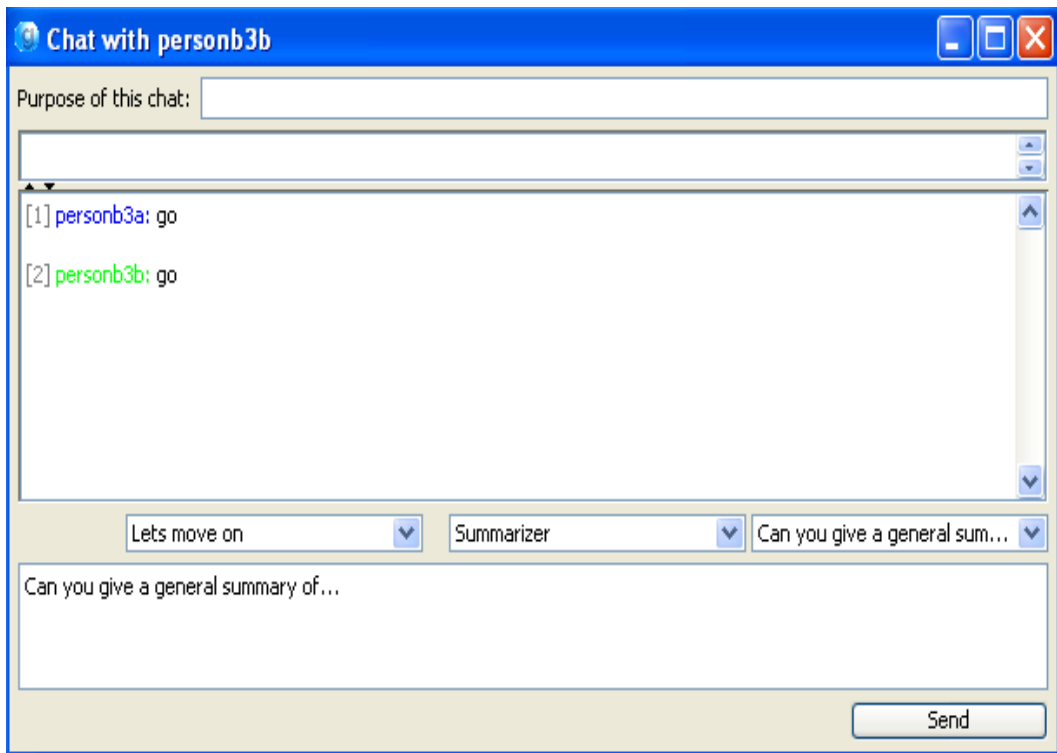 Chat with personb3b
Purpose of this chat:
[1] personb3a: go
[2] personb3b: go
Lets move on Summarizer Can you give a general sum...
Can you give a general summary of...
Send